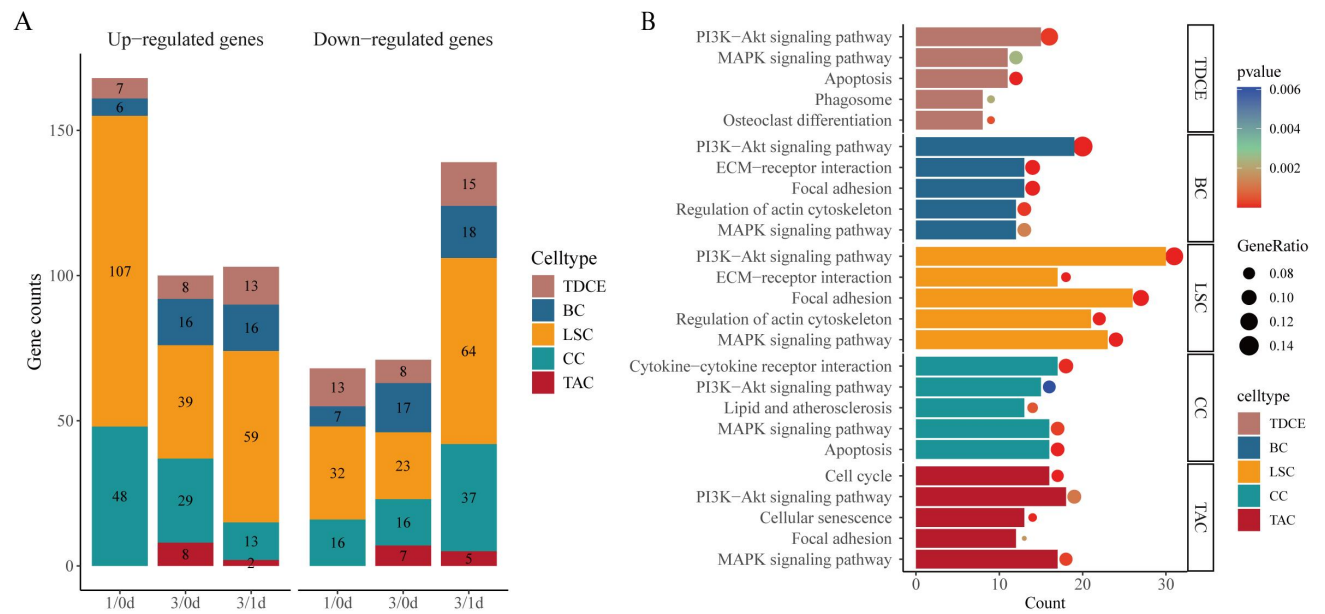 A
Up−regulated genes
Down−regulated genes
Gene counts
150
100
50
0
7
6
107
48
8
16
39
29
8
13
16
59
13
2
13
7
32
16
8
17
23
16
7
15
18
64
37
5
1/0d
3/0d
3/1d
1/0d
3/0d
3/1d
Celltype
TDCE
BC
LSC
CC
TAC
B
PI3K−Akt signaling pathway
MAPK signaling pathway
Apoptosis
Phagosome
Osteoclast differentiation
TDCE
PI3K−Akt signaling pathway
ECM−receptor interaction
Focal adhesion
Regulation of actin cytoskeleton
MAPK signaling pathway
BC
PI3K−Akt signaling pathway
ECM−receptor interaction
Focal adhesion
Regulation of actin cytoskeleton
MAPK signaling pathway
LSC
Cytokine−cytokine receptor interaction
PI3K−Akt signaling pathway
Lipid and atherosclerosis
MAPK signaling pathway
Apoptosis
CC
Cell cycle
PI3K−Akt signaling pathway
Cellular senescence
Focal adhesion
MAPK signaling pathway
TAC
0
10
20
30
Count
pvalue
0.006
0.004
0.002
GeneRatio
0.08
0.10
0.12
0.14
celltype
TDCE
BC
LSC
CC
TAC